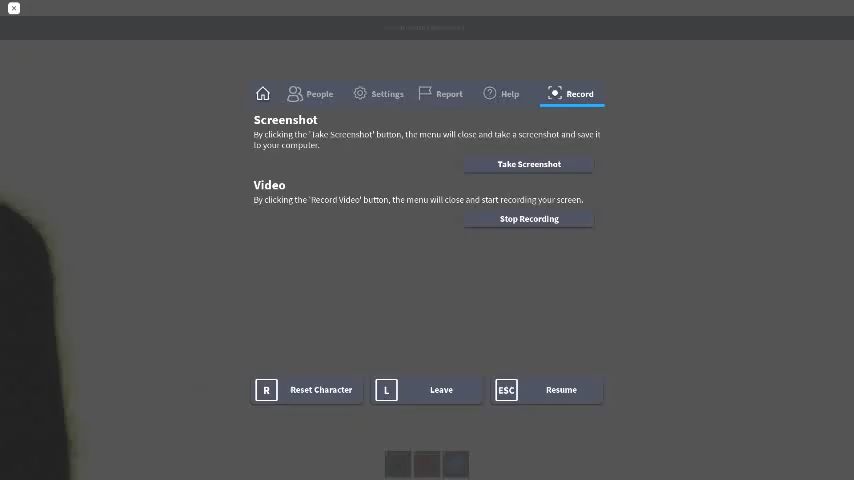 People
Settings
Report
Help
Record
Screenshot
By clicking the 'Take Screenshot' button, the menu will close and take a screenshot and save it
to your computer.
Take Screenshot
Video
By clicking the 'Record Video' button, the menu will close and start recording your screen.
Stop Recording
R Reset Character
L Leave
ESC Resume